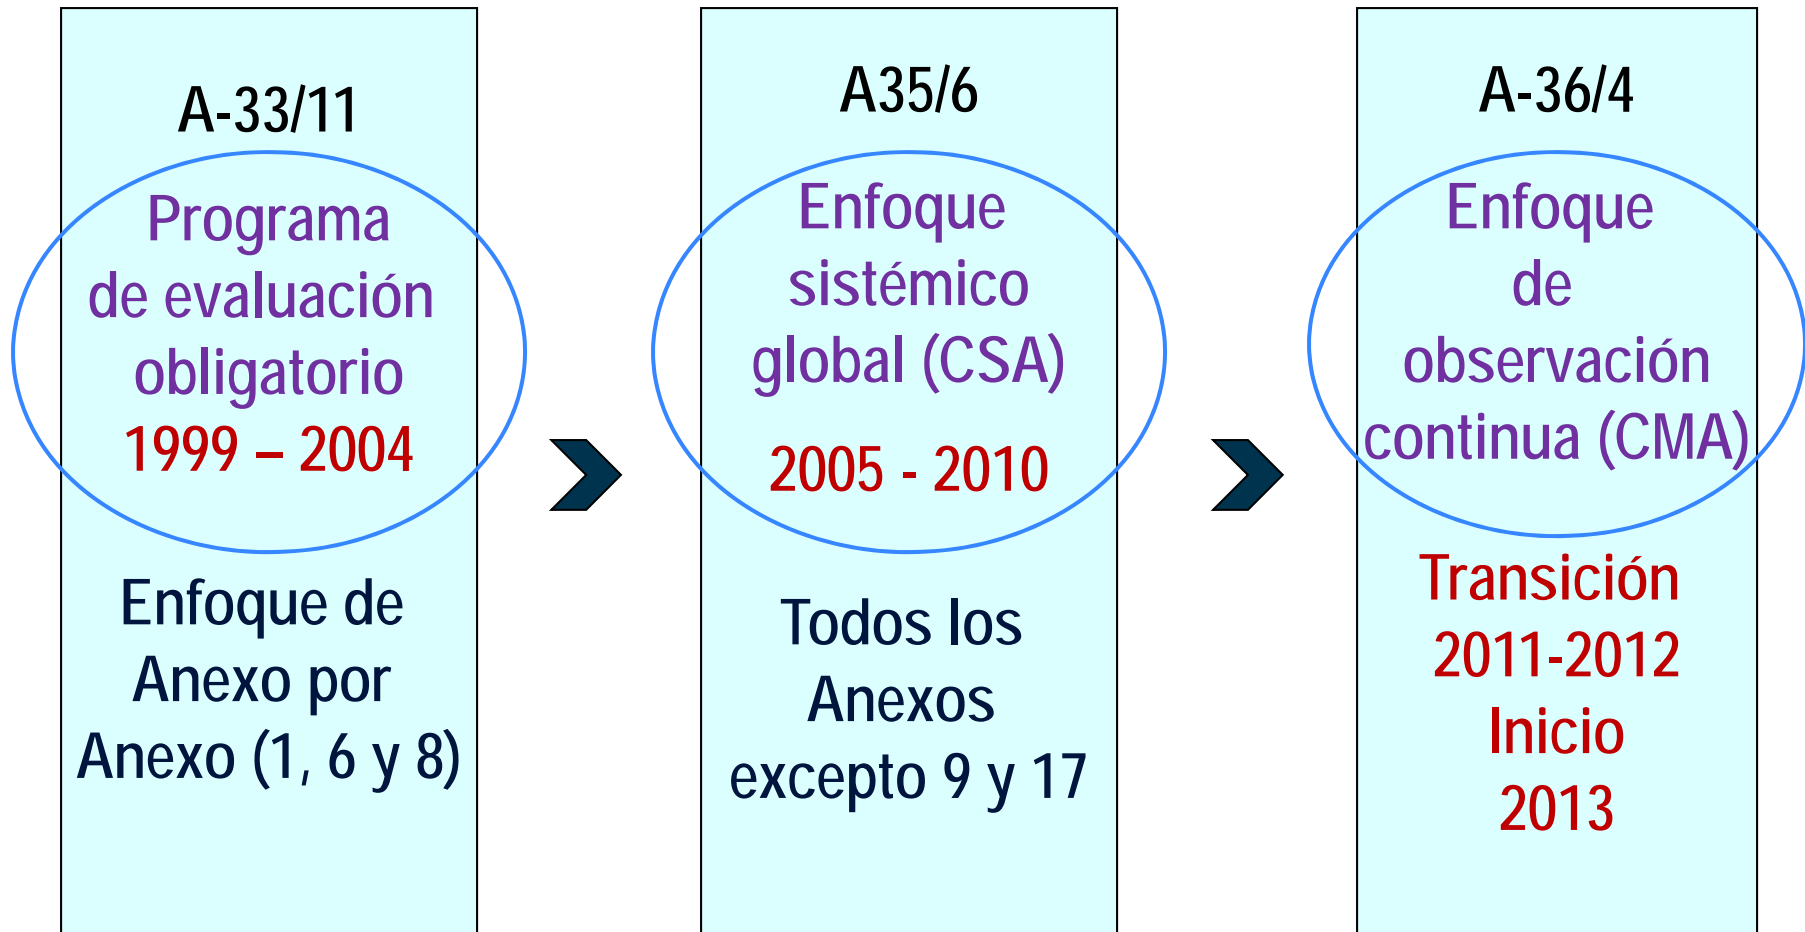 A-33/11
Programa
de evaluación
obligatorio
1999 – 2004
Enfoque de
Anexo por
Anexo (1, 6 y 8)
A35/6
Enfoque
sistémico
global (CSA)
2005 - 2010
Todos los
Anexos
excepto 9 y 17
A-36/4
Enfoque
de
observación
continua (CMA)
Transición
2011-2012
Inicio
2013